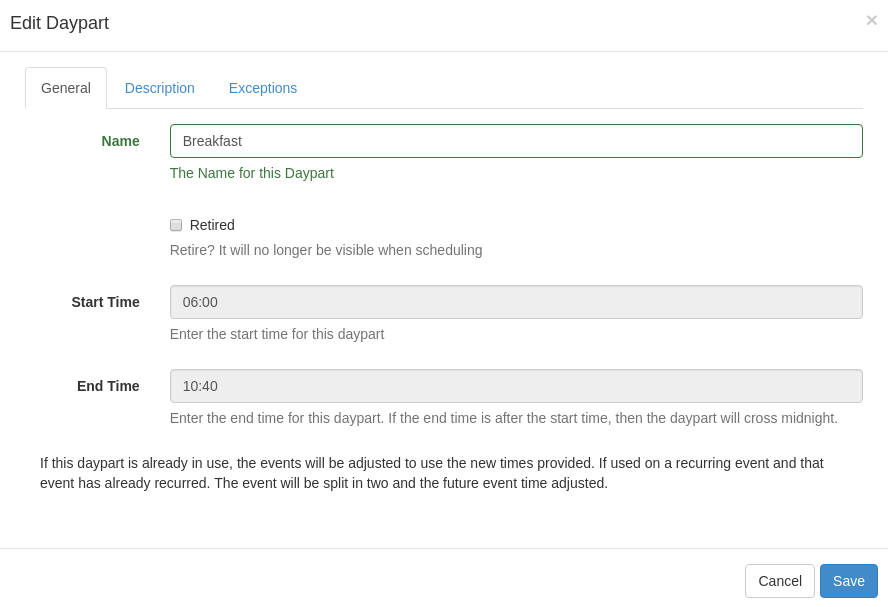 Edit Daypart ×
General Description Exceptions
Name Breakfast
The Name for this Daypart
Retired
Retire? It will no longer be visible when scheduling
Start Time 06:00
Enter the start time for this daypart
End Time 10:40
Enter the end time for this daypart. If the end time is after the start time, then the daypart will cross midnight.
If this daypart is already in use, the events will be adjusted to use the new times provided. If used on a recurring event and that
event has already recurred. The event will be split in two and the future event time adjusted.
Cancel Save